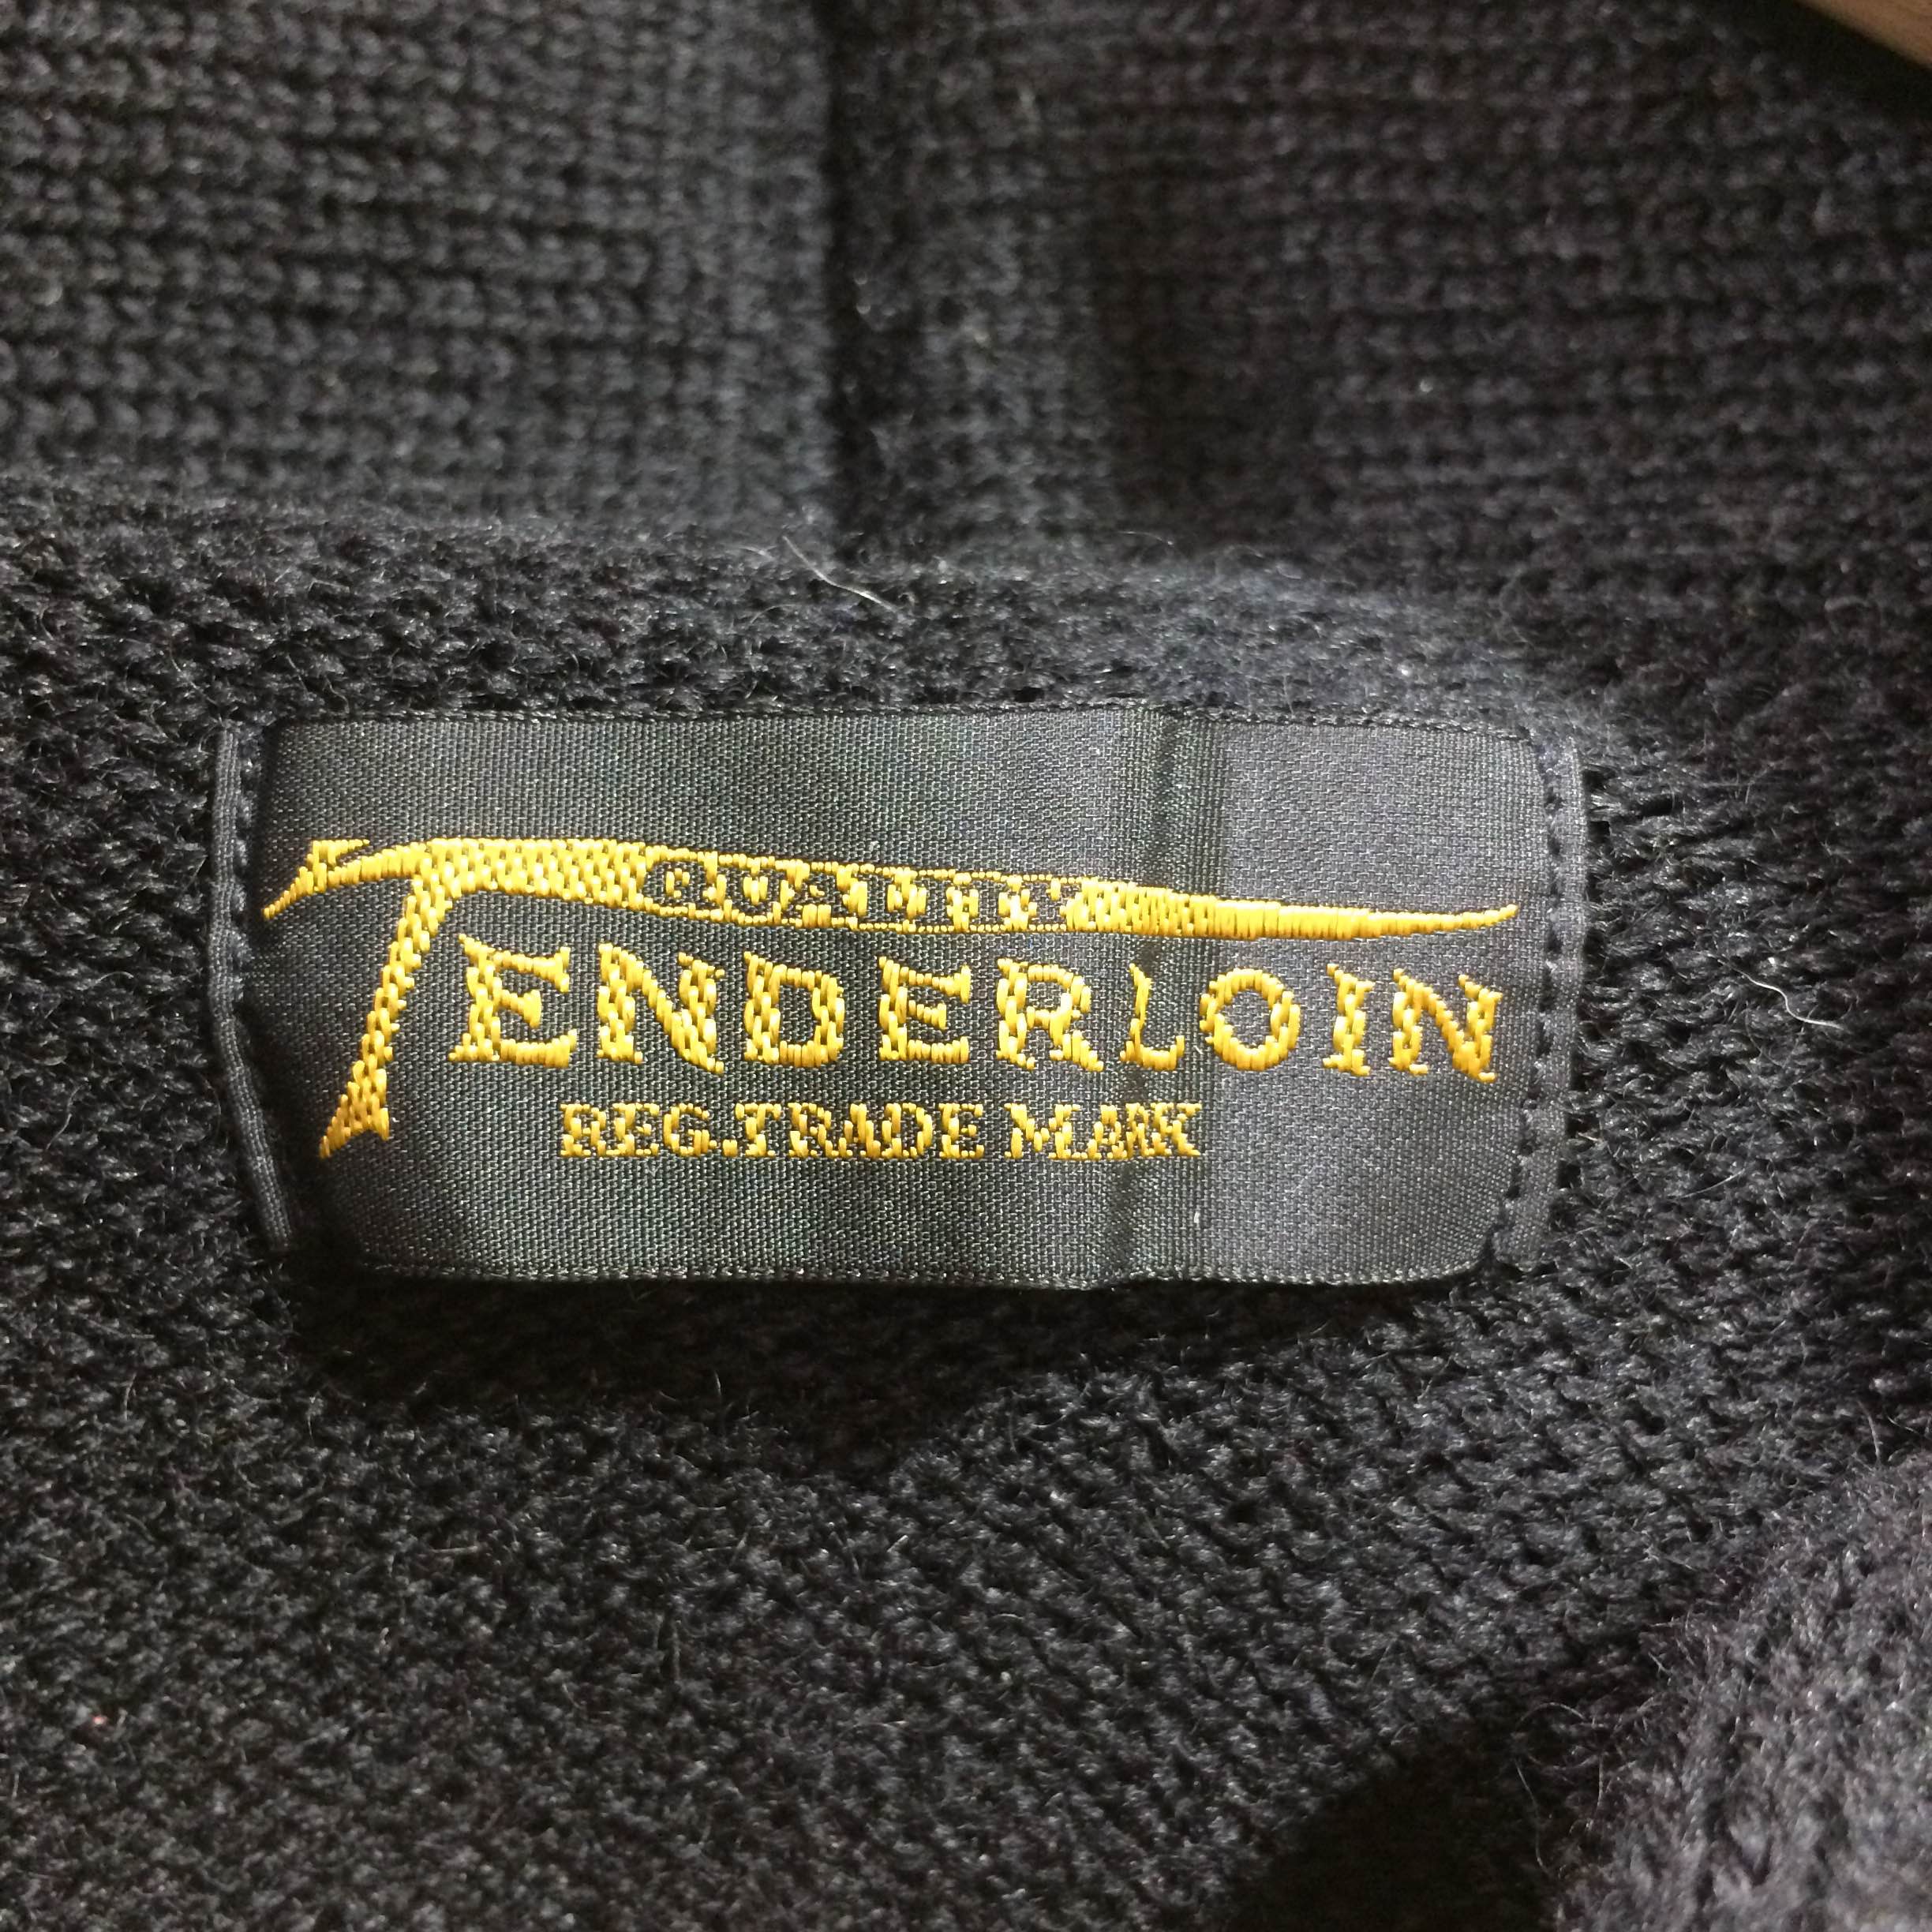 QUALITY
TENDERLOIN
REG. TRADE MARK